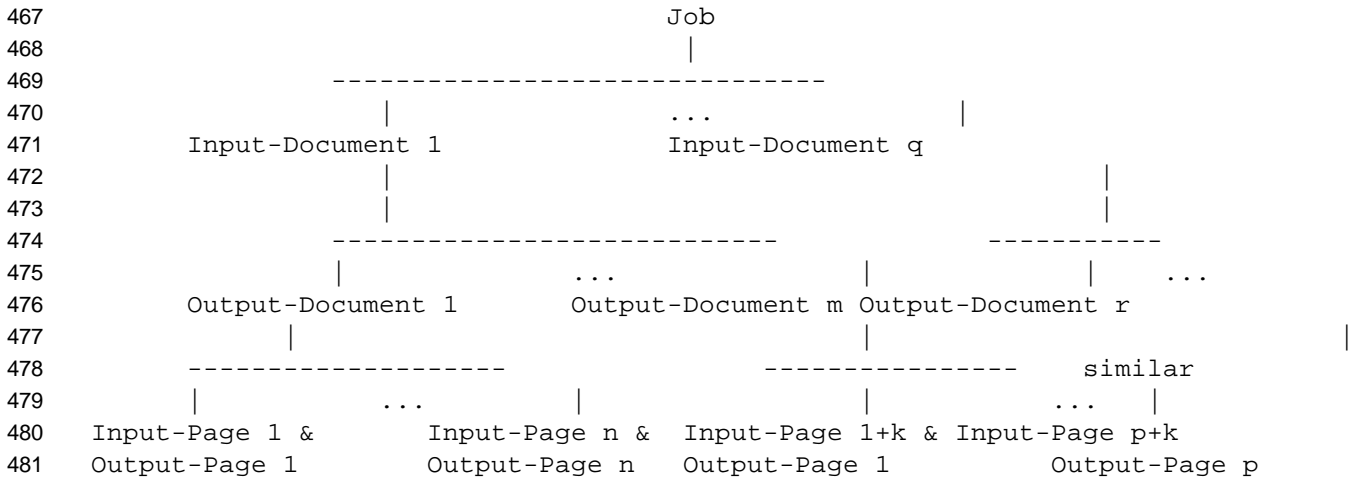 467 Job
468 |
469 -------------------------------
470 | ... |
471 Input-Document 1 Input-Document q
472 | |
473 | |
474 ---------------------------- -----------
475 | ... | | ...
476 Output-Document 1 Output-Document m Output-Document r
477 | | |
478 -------------------- ---------------- similar
479 | ... | | ... |
480 Input-Page 1 & Input-Page n & Input-Page 1+k & Input-Page p+k
481 Output-Page 1 Output-Page n Output-Page 1 Output-Page p